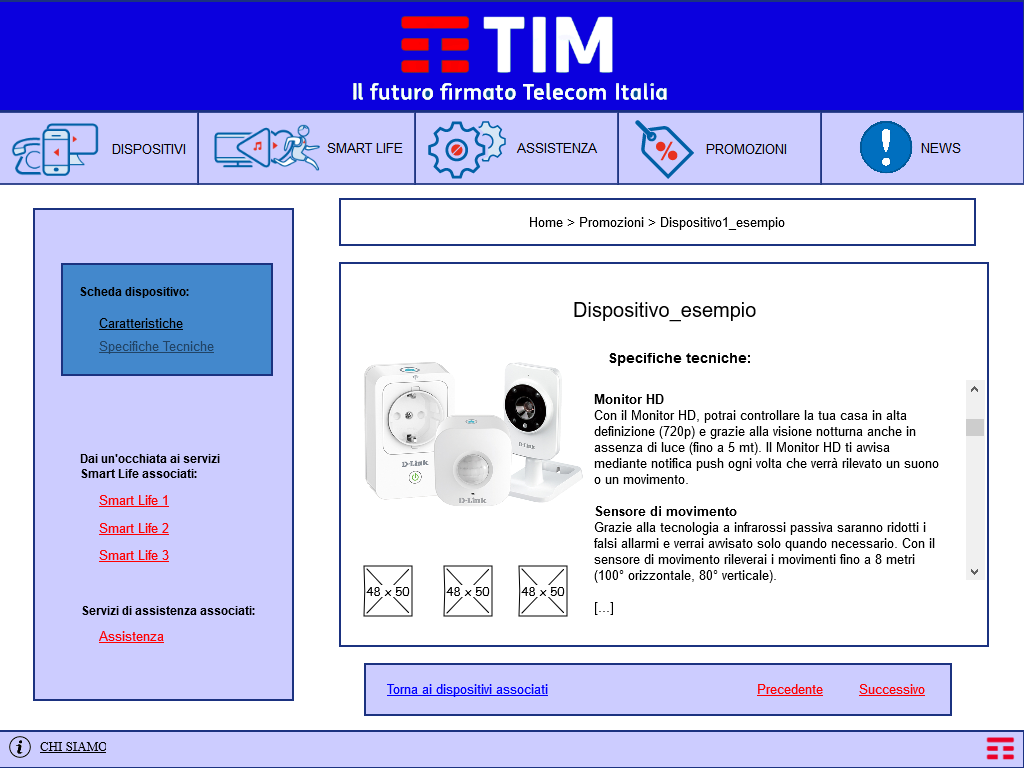 TIM
Il futuro firmato Telecom Italia
DISPOSITIVI
SMART LIFE
ASSISTENZA
PROMOZIONI
NEWS
Home > Promozioni > Dispositivo1_esempio
Scheda dispositivo:
Caratteristiche
Specifiche Tecniche
Dai un'occhiata ai servizi
Smart Life associati:
Smart Life 1
Smart Life 2
Smart Life 3
Servizi di assistenza associati:
Assistenza
Dispositivo_esempio
D-Link
D-Link
D-Link
48 x 50
48 x 50
48 x 50
Specifiche tecniche:
Monitor HD
Con il Monitor HD, potrai controllare la tua casa in alta
definizione (720p) e grazie alla visione notturna anche in
assenza di luce (fino a 5 mt). Il Monitor HD ti avvisa
mediante notifica push ogni volta che verrà rilevato un suono
o un movimento.
Sensore di movimento
Grazie alla tecnologia a infrarossi passiva saranno ridotti i
falsi allarmi e verrai avvisato solo quando necessario. Con il
sensore di movimento rileverai i movimenti fino a 8 metri
(100° orizzontale, 80° verticale).
[...]
Torna ai dispositivi associati
Precedente
Successivo
CHI SIAMO